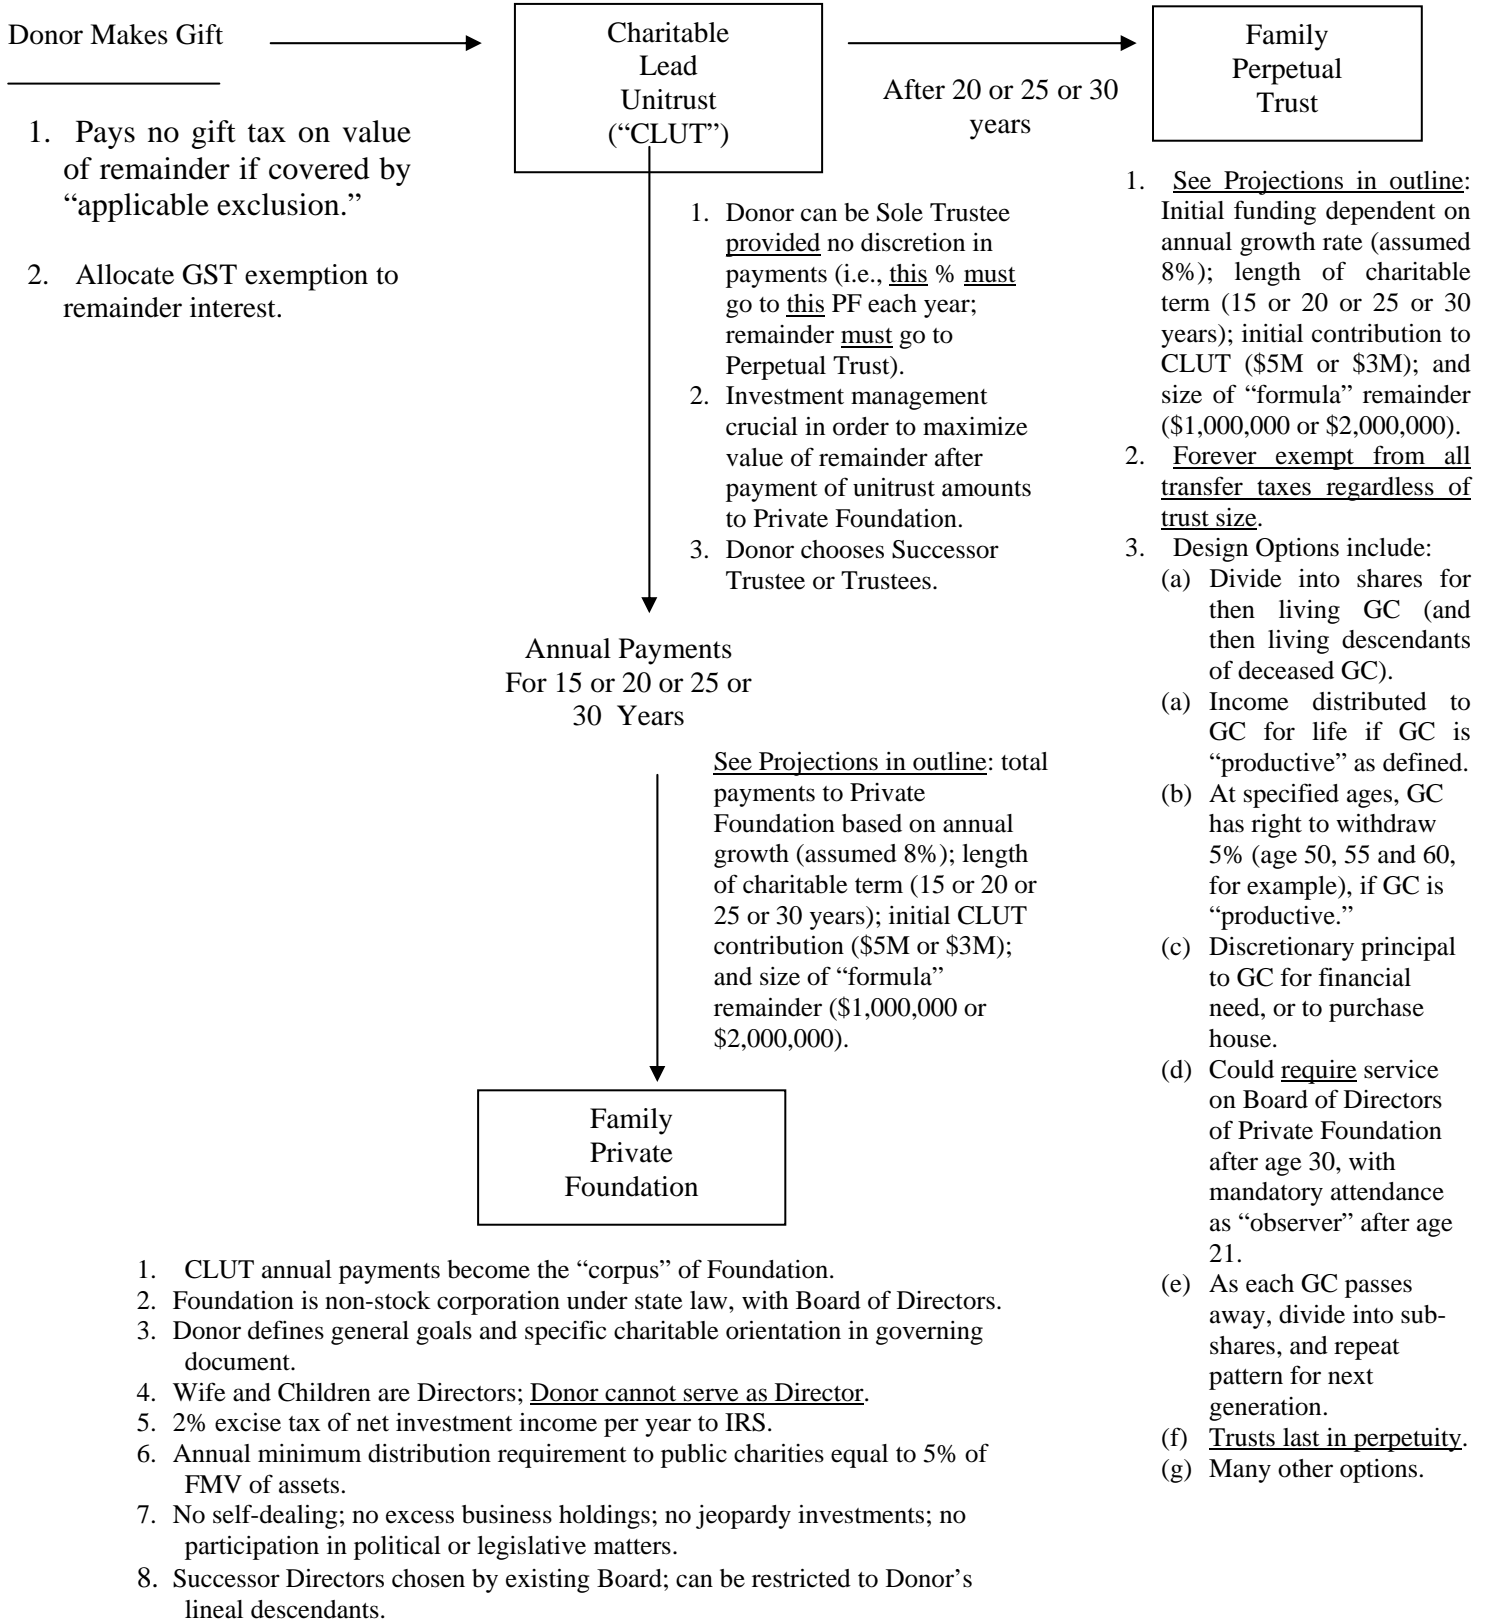 Donor Makes Gift
1. Pays no gift tax on value
of remainder if covered by
“applicable exclusion.”
2. Allocate GST exemption to
remainder interest.
Charitable
Lead
Unitrust
(“CLUT”)
After 20 or 25 or 30
years
Family
Perpetual
Trust
1. Donor can be Sole Trustee
provided no discretion in
payments (i.e., this % must
go to this PF each year;
remainder must go to
Perpetual Trust).
2. Investment management
crucial in order to maximize
value of remainder after
payment of unitrust amounts
to Private Foundation.
3. Donor chooses Successor
Trustee or Trustees.
Annual Payments
For 15 or 20 or 25 or
30 Years
See Projections in outline: total
payments to Private
Foundation based on annual
growth (assumed 8%); length
of charitable term (15 or 20 or
25 or 30 years); initial CLUT
contribution ($5M or $3M);
and size of “formula”
remainder ($1,000,000 or
$2,000,000).
Family
Private
Foundation
1. CLUT annual payments become the “corpus” of Foundation.
2. Foundation is non-stock corporation under state law, with Board of Directors.
3. Donor defines general goals and specific charitable orientation in governing
document.
4. Wife and Children are Directors; Donor cannot serve as Director.
5. 2% excise tax of net investment income per year to IRS.
6. Annual minimum distribution requirement to public charities equal to 5% of
FMV of assets.
7. No self-dealing; no excess business holdings; no jeopardy investments; no
participation in political or legislative matters.
8. Successor Directors chosen by existing Board; can be restricted to Donor’s
lineal descendants.
1. See Projections in outline:
Initial funding dependent on
annual growth rate (assumed
8%); length of charitable
term (15 or 20 or 25 or 30
years); initial contribution to
CLUT ($5M or $3M); and
size of “formula” remainder
($1,000,000 or $2,000,000).
2. Forever exempt from all
transfer taxes regardless of
trust size.
3. Design Options include:
(a) Divide into shares for
then living GC (and
then living descendants
of deceased GC).
(a) Income distributed to
GC for life if GC is
“productive” as defined.
(b) At specified ages, GC
has right to withdraw
5% (age 50, 55 and 60,
for example), if GC is
“productive.”
(c) Discretionary principal
to GC for financial
need, or to purchase
house.
(d) Could require service
on Board of Directors
of Private Foundation
after age 30, with
mandatory attendance
as “observer” after age
21.
(e) As each GC passes
away, divide into sub-
shares, and repeat
pattern for next
generation.
(f) Trusts last in perpetuity.
(g) Many other options.